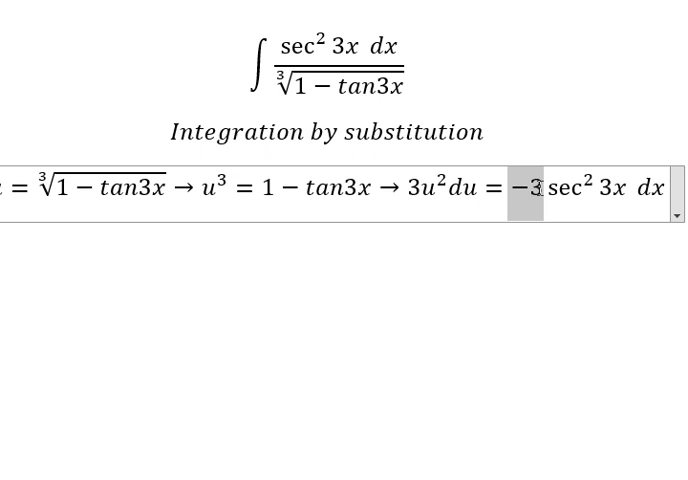 ∫ sec² 3x dx / ∛(1 − tan3x)
Integration by substitution
= ∛(1 − tan3x) → u³ = 1 − tan3x → 3u²du = −3 sec² 3x dx